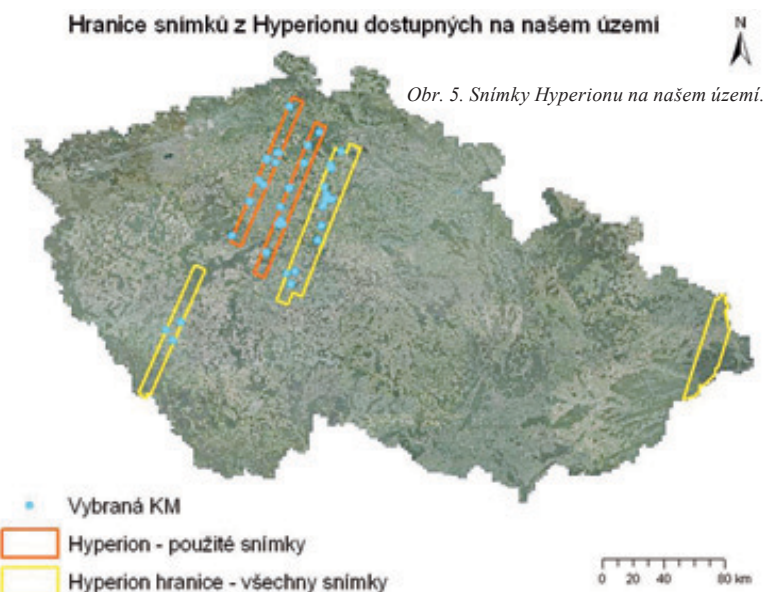 Hranice snímků z Hyperionu dostupných na našem území
N
Obr. 5. Snímky Hyperionu na našem území.
Vybraná KM
Hyperion - použité snímky
Hyperion hranice - všechny snímky
0 20 40 80 km